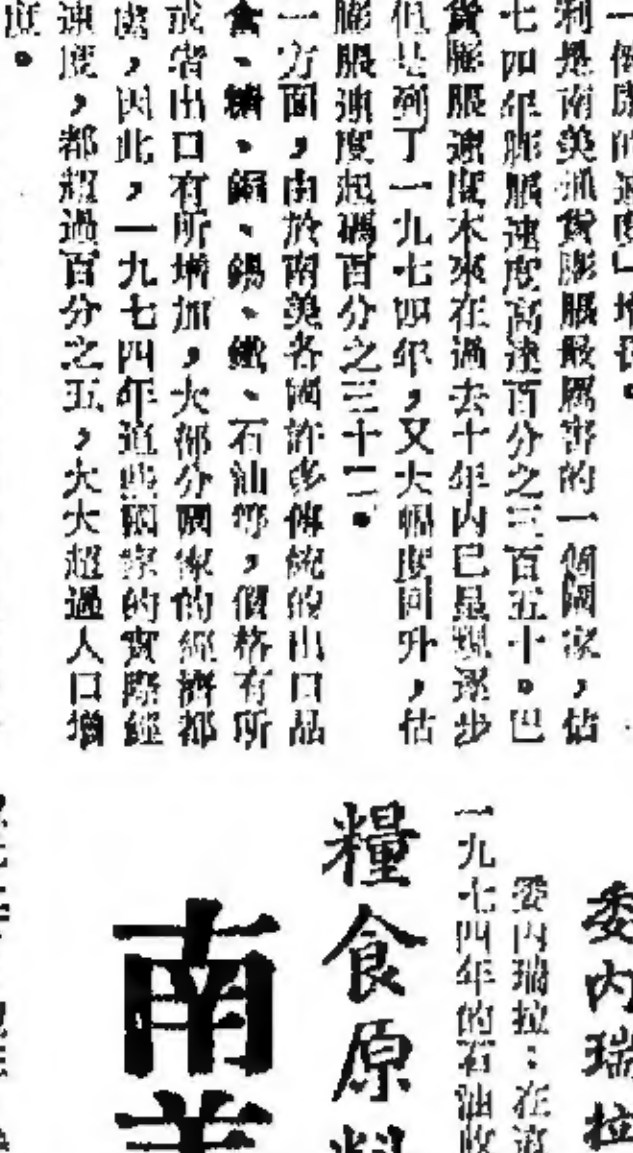 利是南美通貨膨脹最厲害的一個國家，估
七四年膨脹速度高達百分之三百五十。巴
貨膨脹速度本來在過去十年內已呈現逐步
但是到了一九七四年，又大幅度回升，估
膨脹速度起碼百分之三十二。
一方面，由於南美各國許多傳統的出口品
食、糖、銅、錫、鐵、石油等，價格有所
或者出口有所增加，大部分國家的經濟都
，因此，一九七四年這些國家的實際經
速度，都超過百分之五，大大超過人口增
度。
委內瑞拉
委內瑞拉：在這
一九七四年的石油收
糧食原料
南美